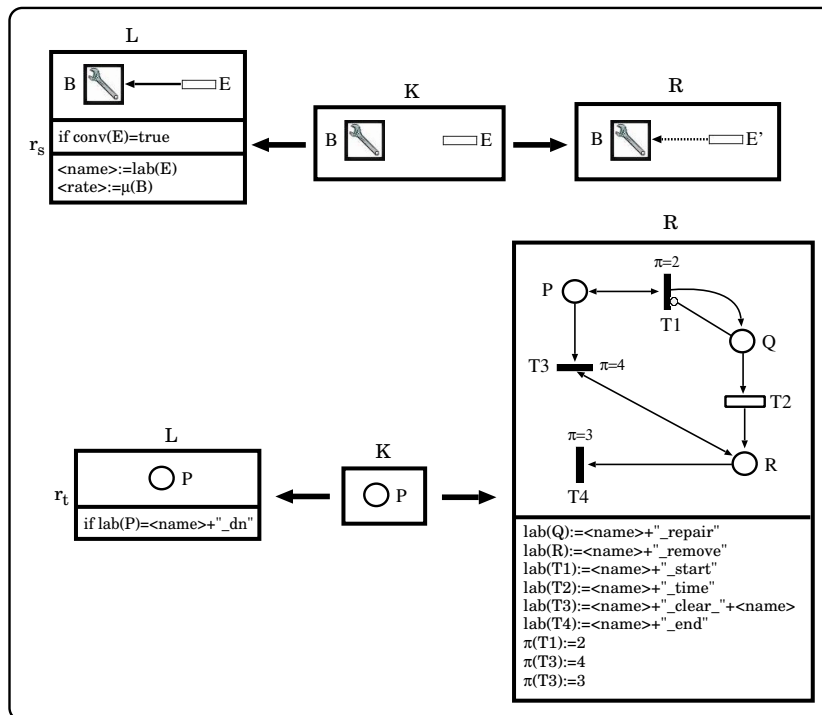 L
B
E
if conv(E)=true
<name>:=lab(E)
<rate>:=μ(B)
r_s
K
B
E
R
B
E'
R
π=2
P
T1
Q
T3
π=4
T2
π=3
R
T4
L
P
r_t
if lab(P)=<name>+"_dn"
K
P
lab(Q):=<name>+"_repair"
lab(R):=<name>+"_remove"
lab(T1):=<name>+"_start"
lab(T2):=<name>+"_time"
lab(T3):=<name>+"_clear_"+<name>
lab(T4):=<name>+"_end"
π(T1):=2
π(T3):=4
π(T3):=3